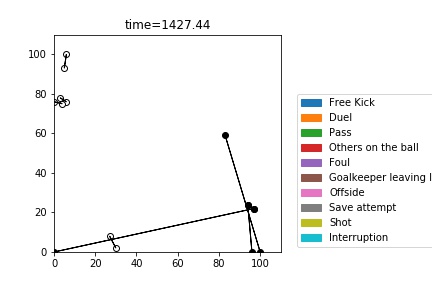 time=1427.44
100
80
60
40
20
0
0 20 40 60 80 100
Free Kick
Duel
Pass
Others on the ball
Foul
Goalkeeper leaving
Offside
Save attempt
Shot
Interruption